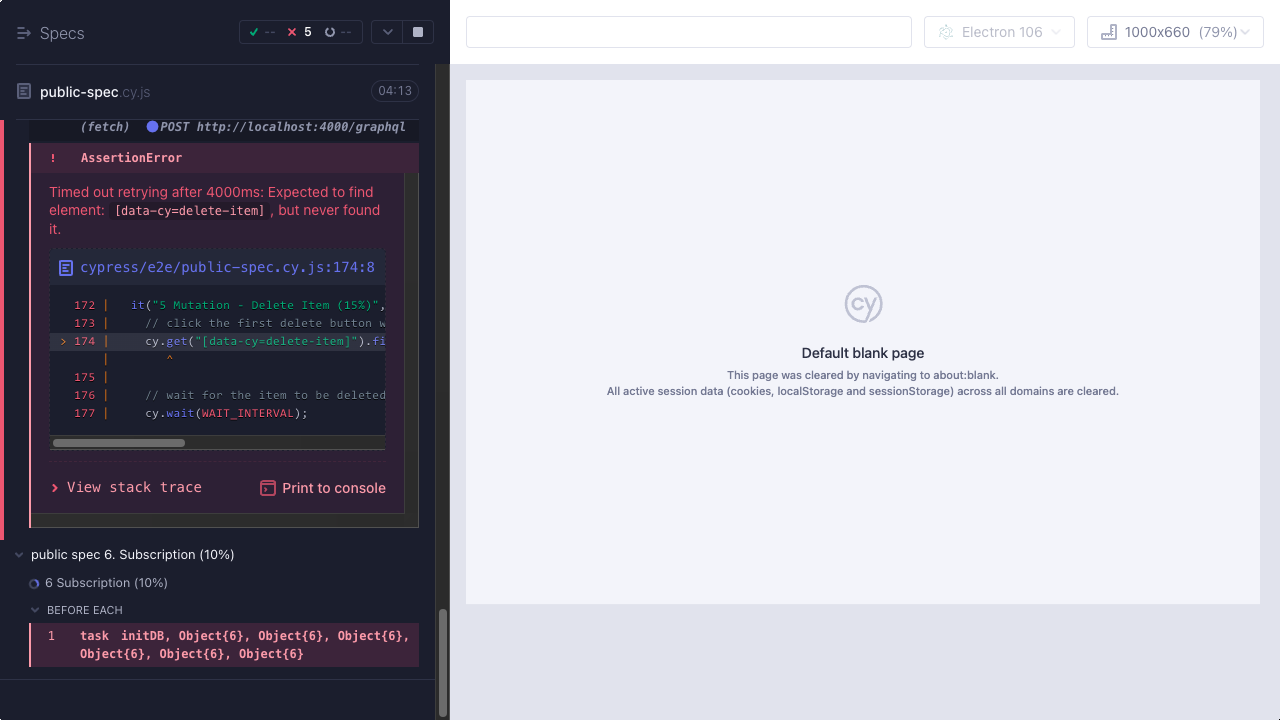 Specs
--
5
--
Electron 106
1000x660 (79%)
public-spec.cy.js
04:13
(fetch) POST http://localhost:4000/graphql
! AssertionError
Timed out retrying after 4000ms: Expected to find
element: [data-cy=delete-item], but never found
it.
cypress/e2e/public-spec.cy.js:174:8
172 | it("5 Mutation - Delete Item (15%)",
173 | // click the first delete button w
> 174 | cy.get("[data-cy=delete-item]").fi
| ^
175 |
176 | // wait for the item to be deleted
177 | cy.wait(WAIT_INTERVAL);
> View stack trace
Print to console
public spec 6. Subscription (10%)
6 Subscription (10%)
BEFORE EACH
1 task initDB, Object{6}, Object{6}, Object{6},
Object{6}, Object{6}, Object{6}
cy
Default blank page
This page was cleared by navigating to about:blank.
All active session data (cookies, localStorage and sessionStorage) across all domains are cleared.